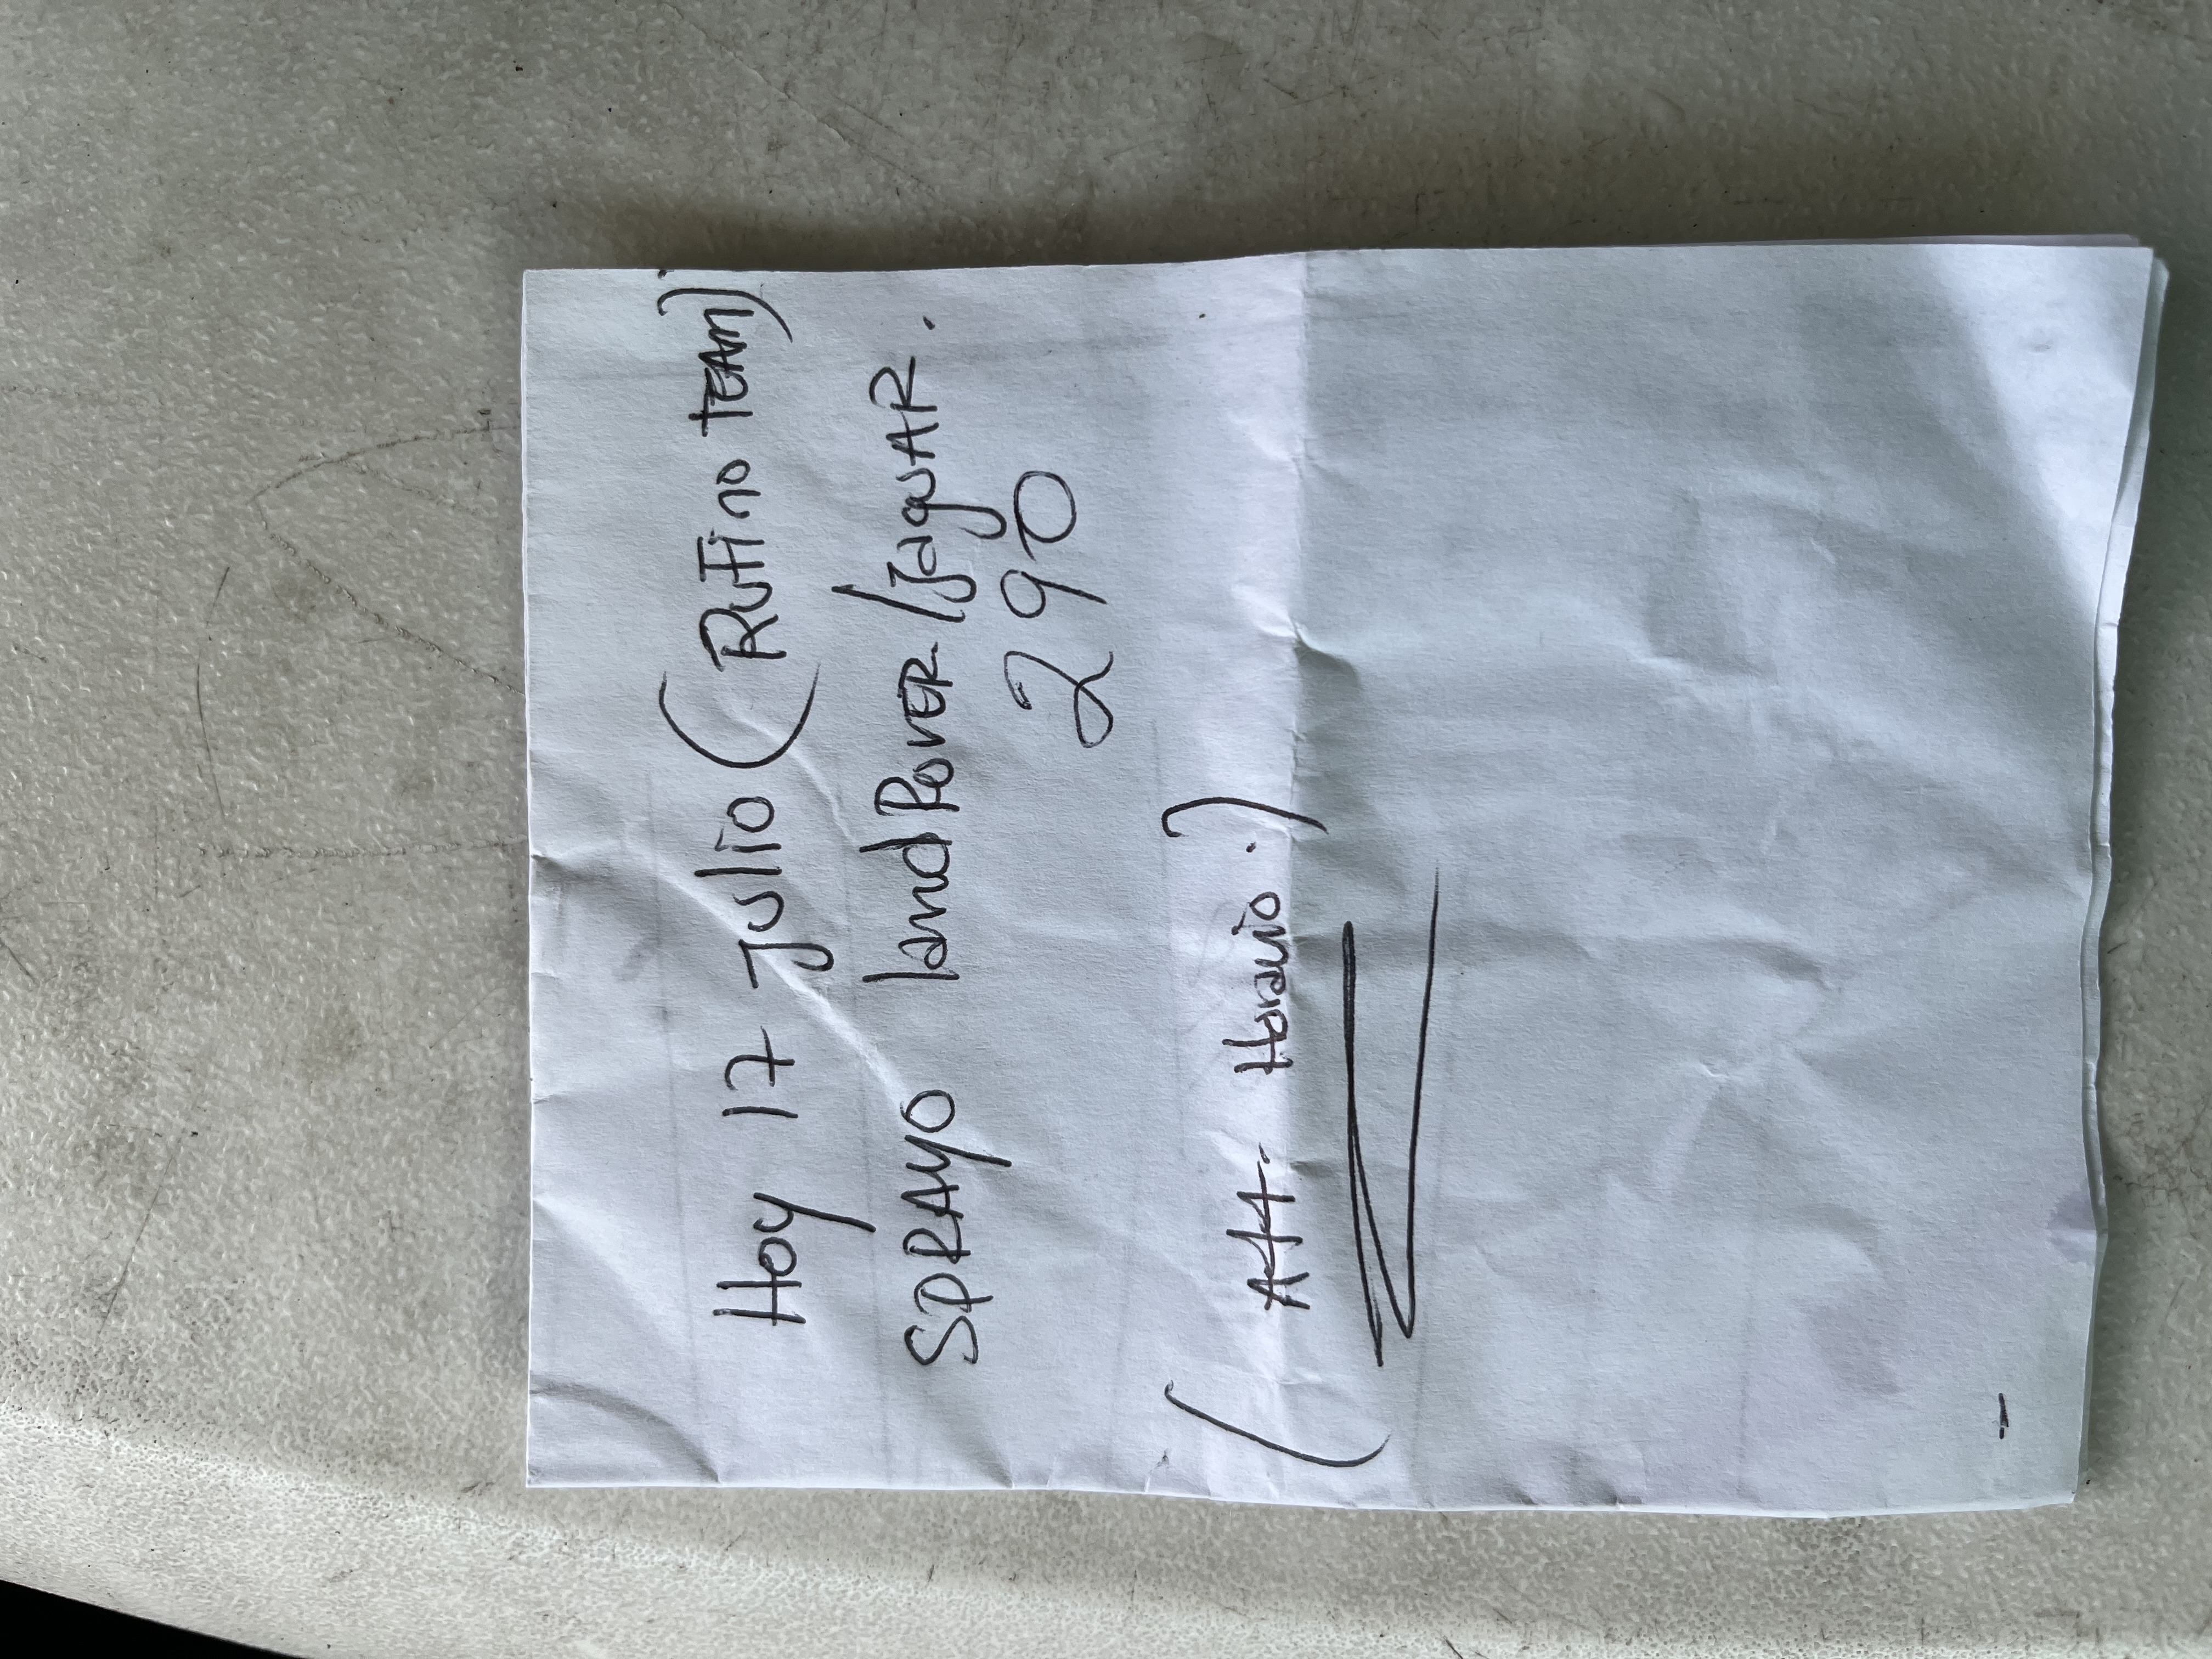 Hoy 17 Julio (Rufino TEAM)
SPRAYO Land Rover / Jaguar.
290
(Att. Horacio.)